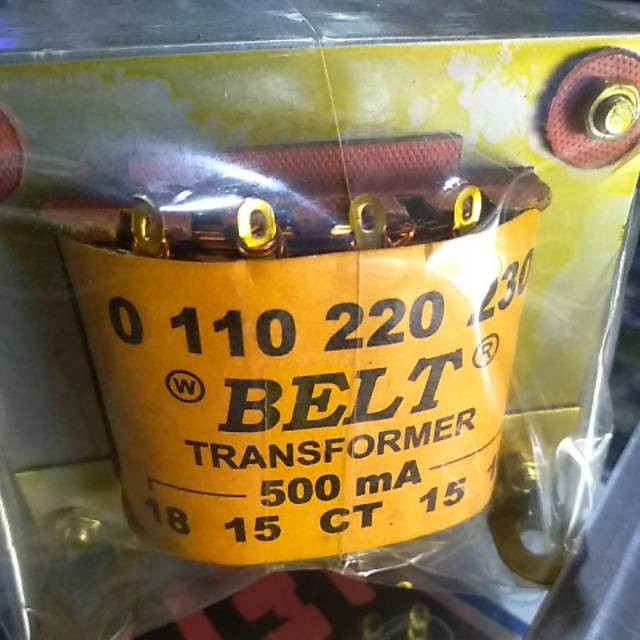 0 110 220 230
W BELT R
TRANSFORMER
500 mA
18 15 CT 15